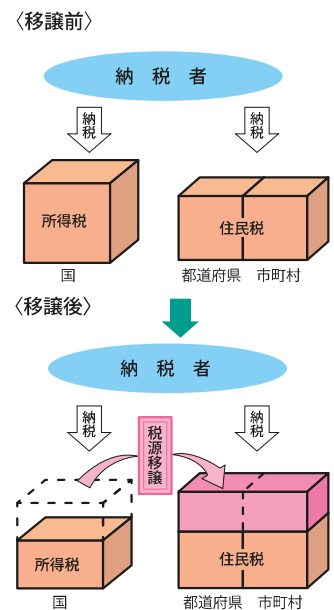 〈移譲前〉
納税者
納税
納税
所得税
住民税
国
都道府県 市町村
〈移譲後〉
納税者
納税
納税
税源移譲
所得税
住民税
国
都道府県 市町村